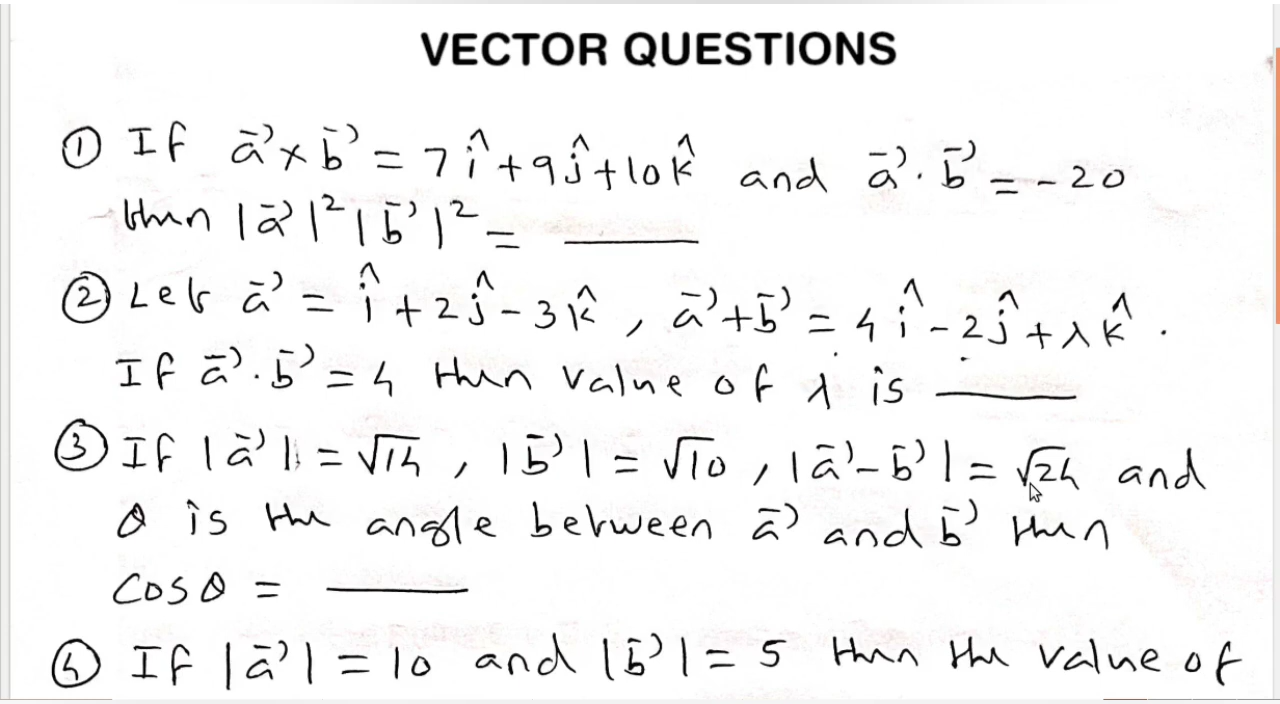 VECTOR QUESTIONS
① If a⃗ × b⃗ = 7î + 9ĵ + 10k̂ and a⃗ . b⃗ = - 20
then |a⃗|² |b⃗|² = ______
② Let a⃗ = î + 2ĵ - 3k̂ , a⃗ + b⃗ = 4î - 2ĵ + λk̂ .
If a⃗ . b⃗ = 4 then value of λ is ______
③ If |a⃗| = √14 , |b⃗| = √10 , |a⃗ - b⃗| = √24 and
θ is the angle between a⃗ and b⃗ then
cosθ = ______
④ If |a⃗| = 10 and |b⃗| = 5 then the value of